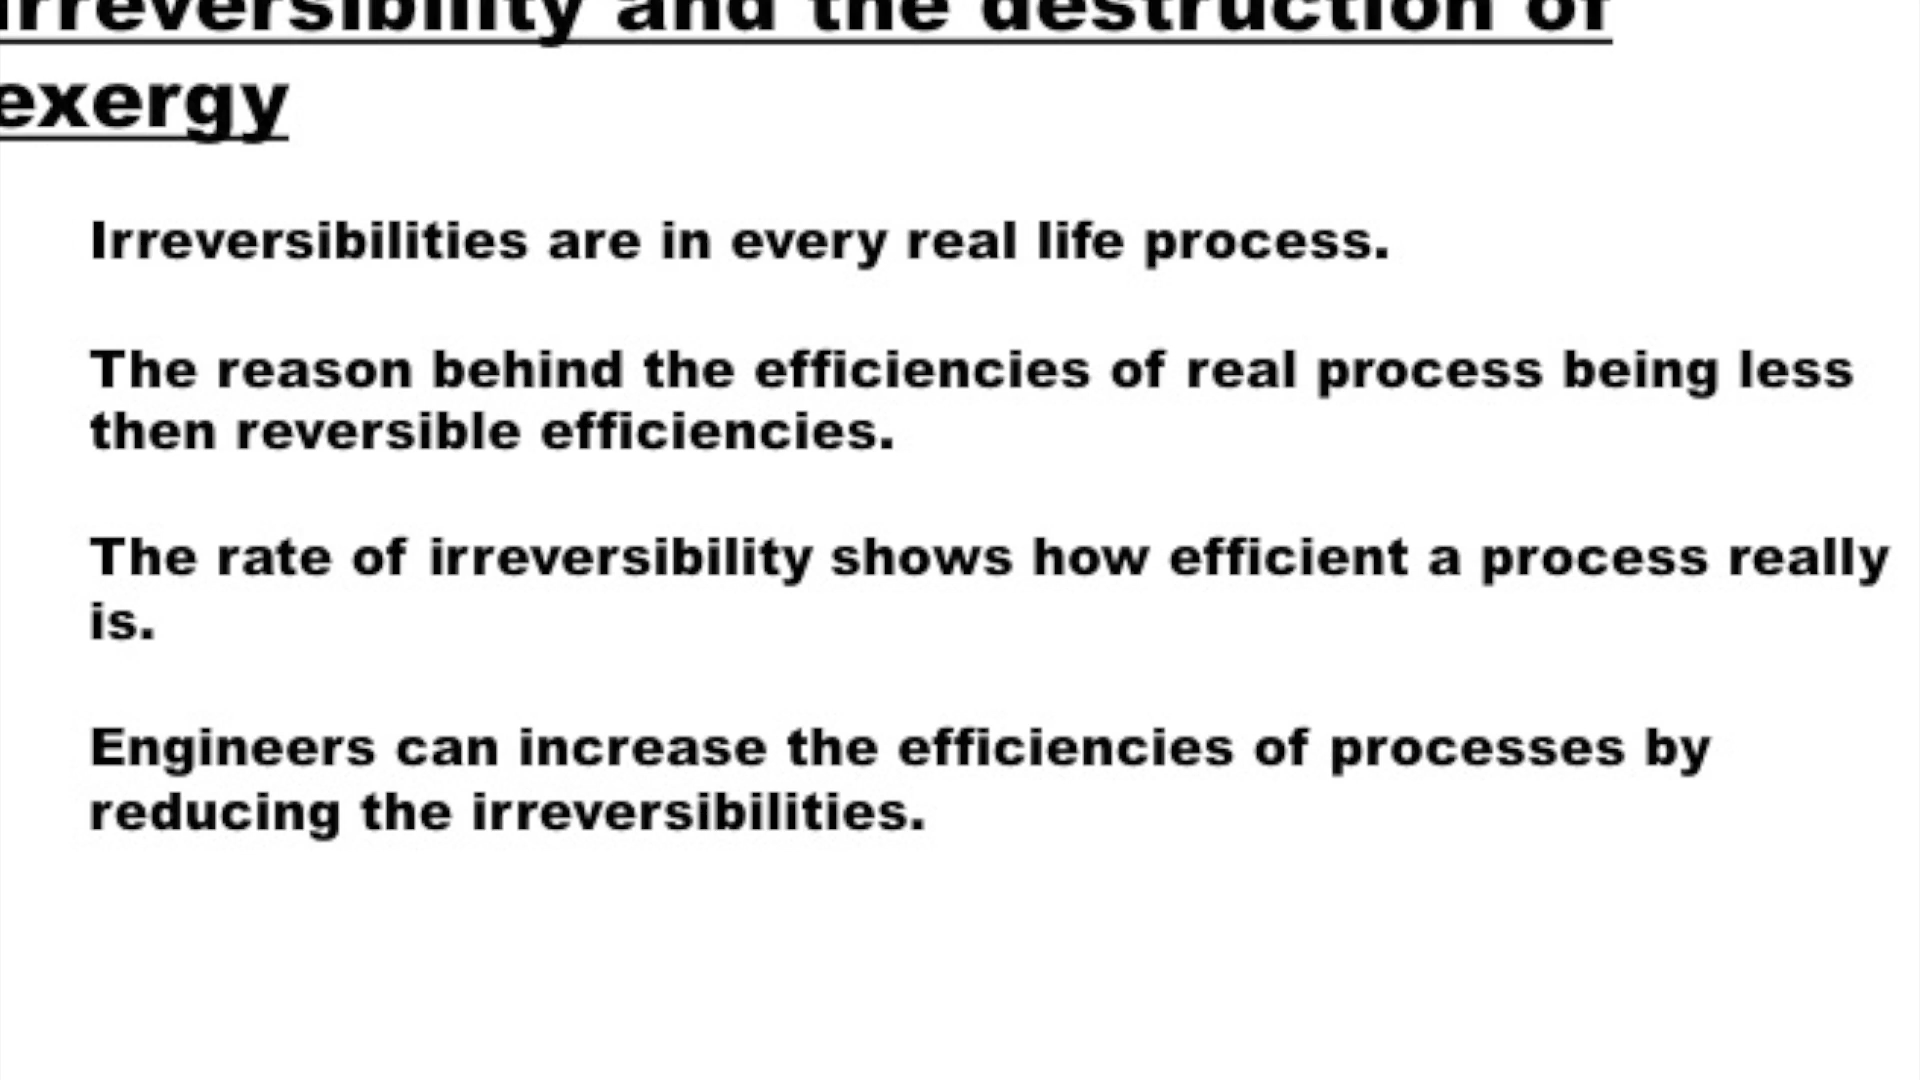 Irreversibility and the destruction of
exergy
Irreversibilities are in every real life process.
The reason behind the efficiencies of real process being less
then reversible efficiencies.
The rate of irreversibility shows how efficient a process really
is.
Engineers can increase the efficiencies of processes by
reducing the irreversibilities.